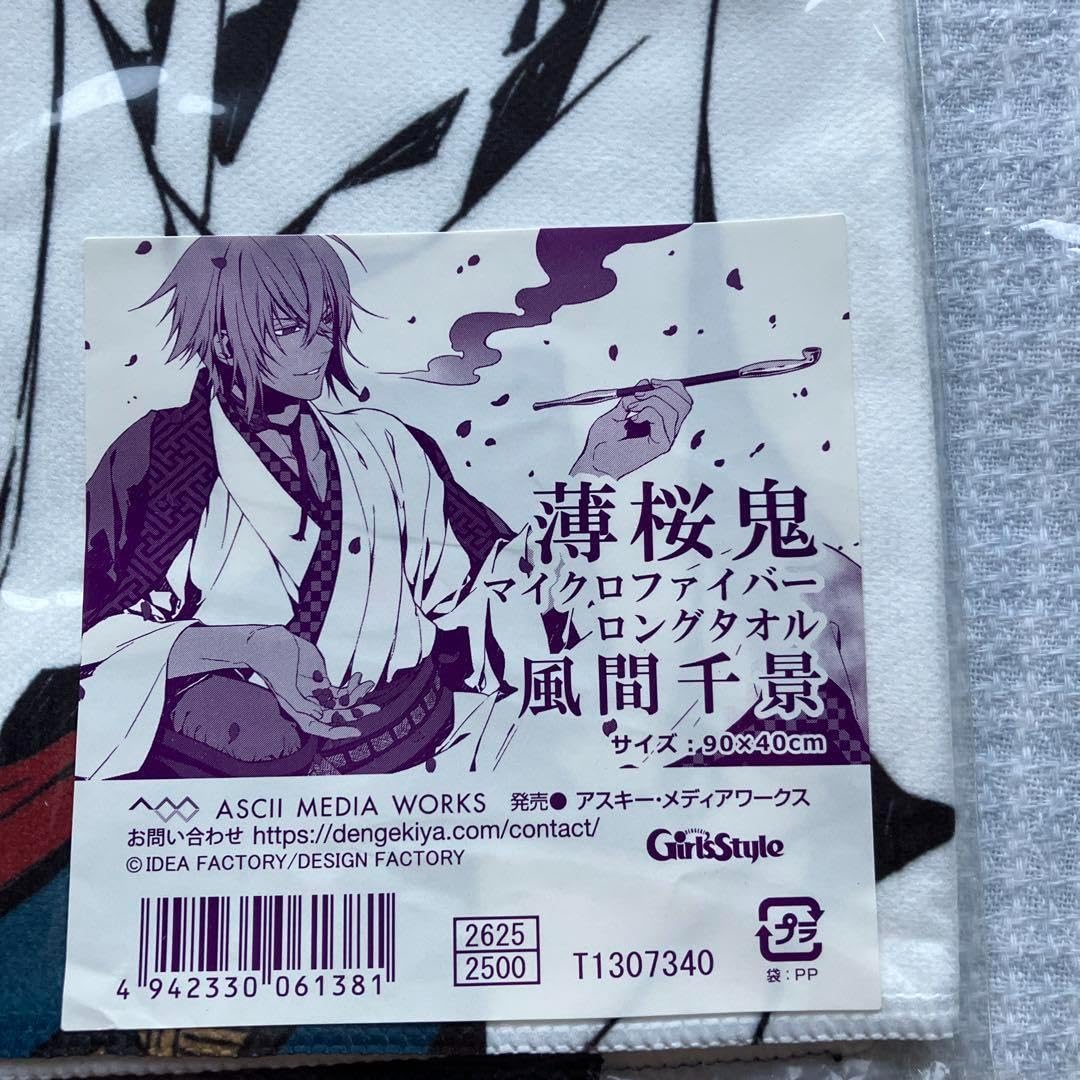 薄桜鬼
マイクロファイバー
ロングタオル
風間千景
サイズ：90×40cm
ASCII MEDIA WORKS 発売● アスキー・メディアワークス
お問い合わせ https://dengekiya.com/contact/
© IDEA FACTORY/DESIGN FACTORY
DENGEKI Girl'sStyle
4 942330 061381
2625
2500
T1307340
プラ
袋：PP